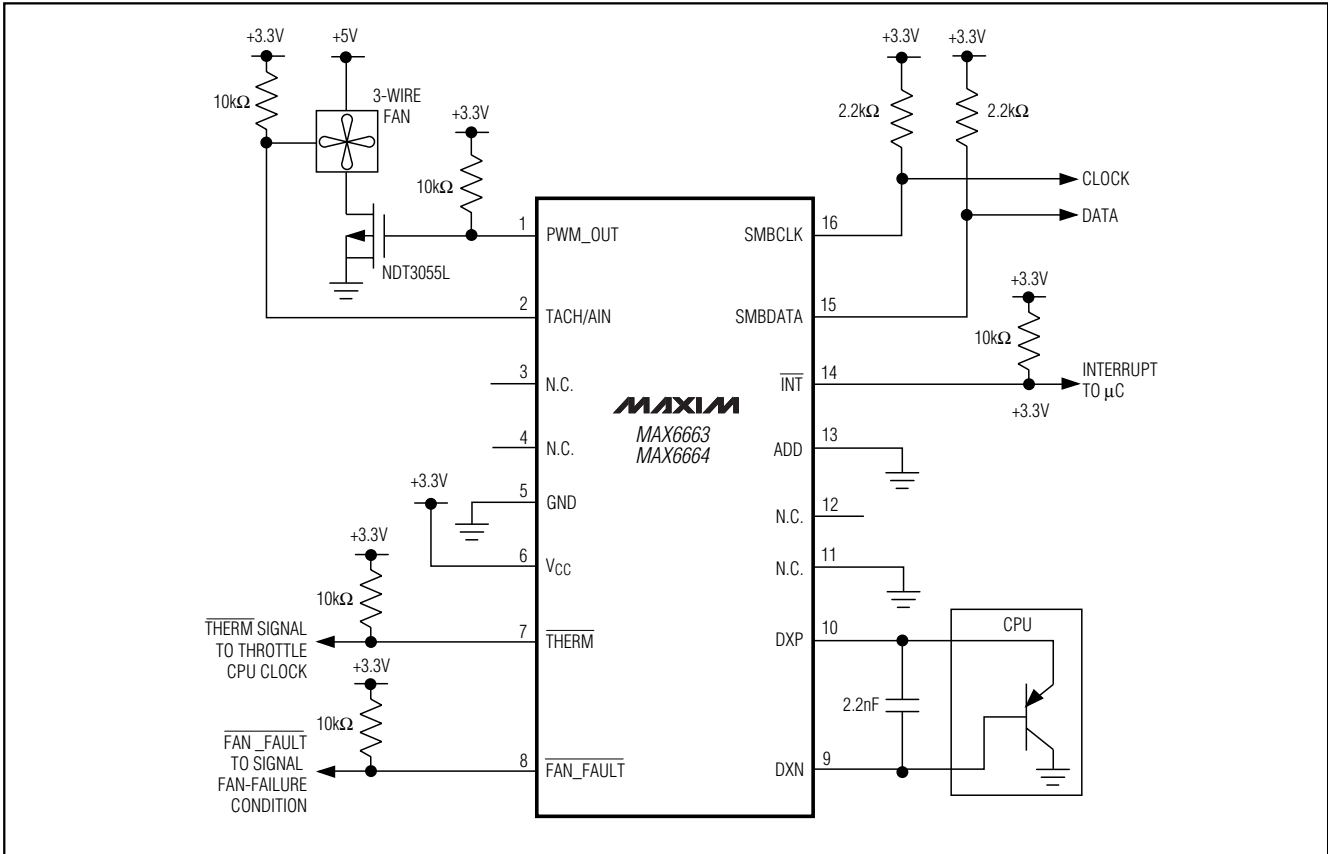 +3.3V
+5V
10kΩ
3-WIRE
FAN
+3.3V
10kΩ
NDT3055L
+3.3V
+3.3V
2.2kΩ
2.2kΩ
CLOCK
DATA
1
PWM_OUT
2
TACH/AIN
3
N.C.
4
N.C.
5
GND
6
VCC
7
THERM
8
FAN_FAULT
MAXIM
MAX6663
MAX6664
SMBCLK
16
SMBDATA
15
INT
14
ADD
13
N.C.
12
N.C.
11
DXP
10
DXN
9
+3.3V
10kΩ
INTERRUPT
TO µC
+3.3V
+3.3V
+3.3V
10kΩ
THERM SIGNAL
TO THROTTLE
CPU CLOCK
+3.3V
10kΩ
FAN _FAULT
TO SIGNAL
FAN-FAILURE
CONDITION
2.2nF
CPU